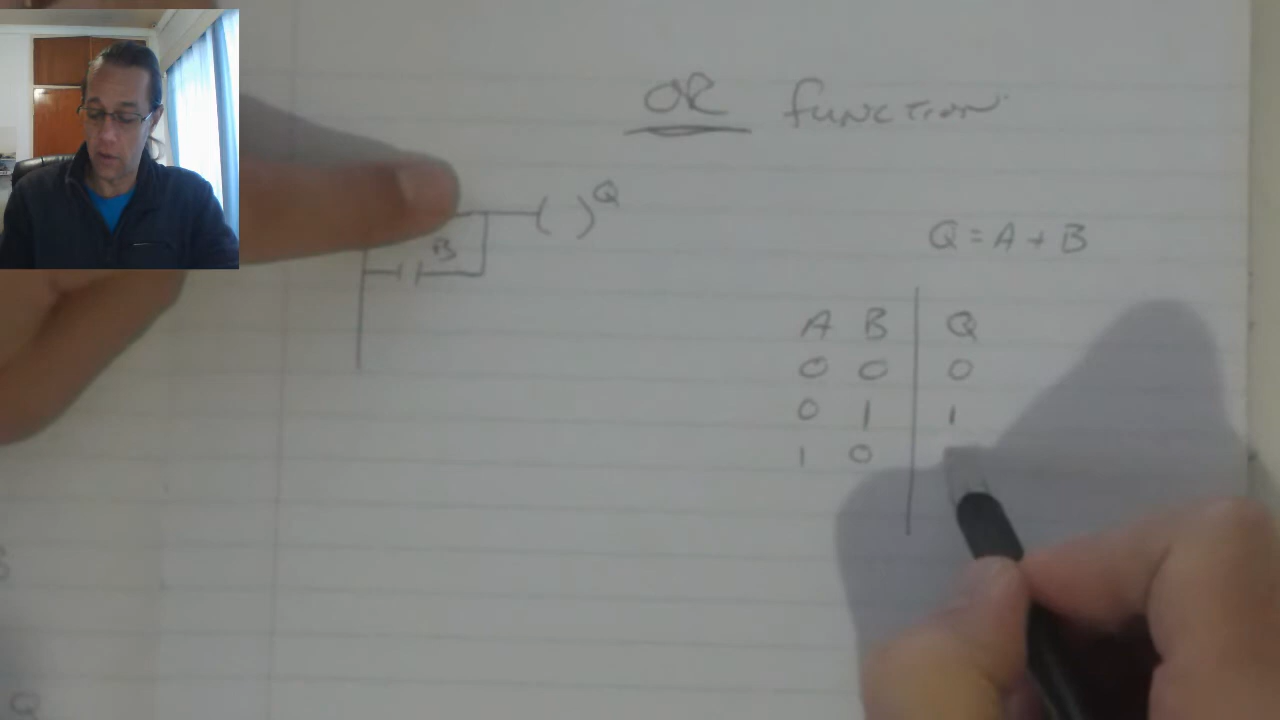 OR function
Q
B
Q = A + B
A B Q
0 0 0
0 1 1
1 0
Q